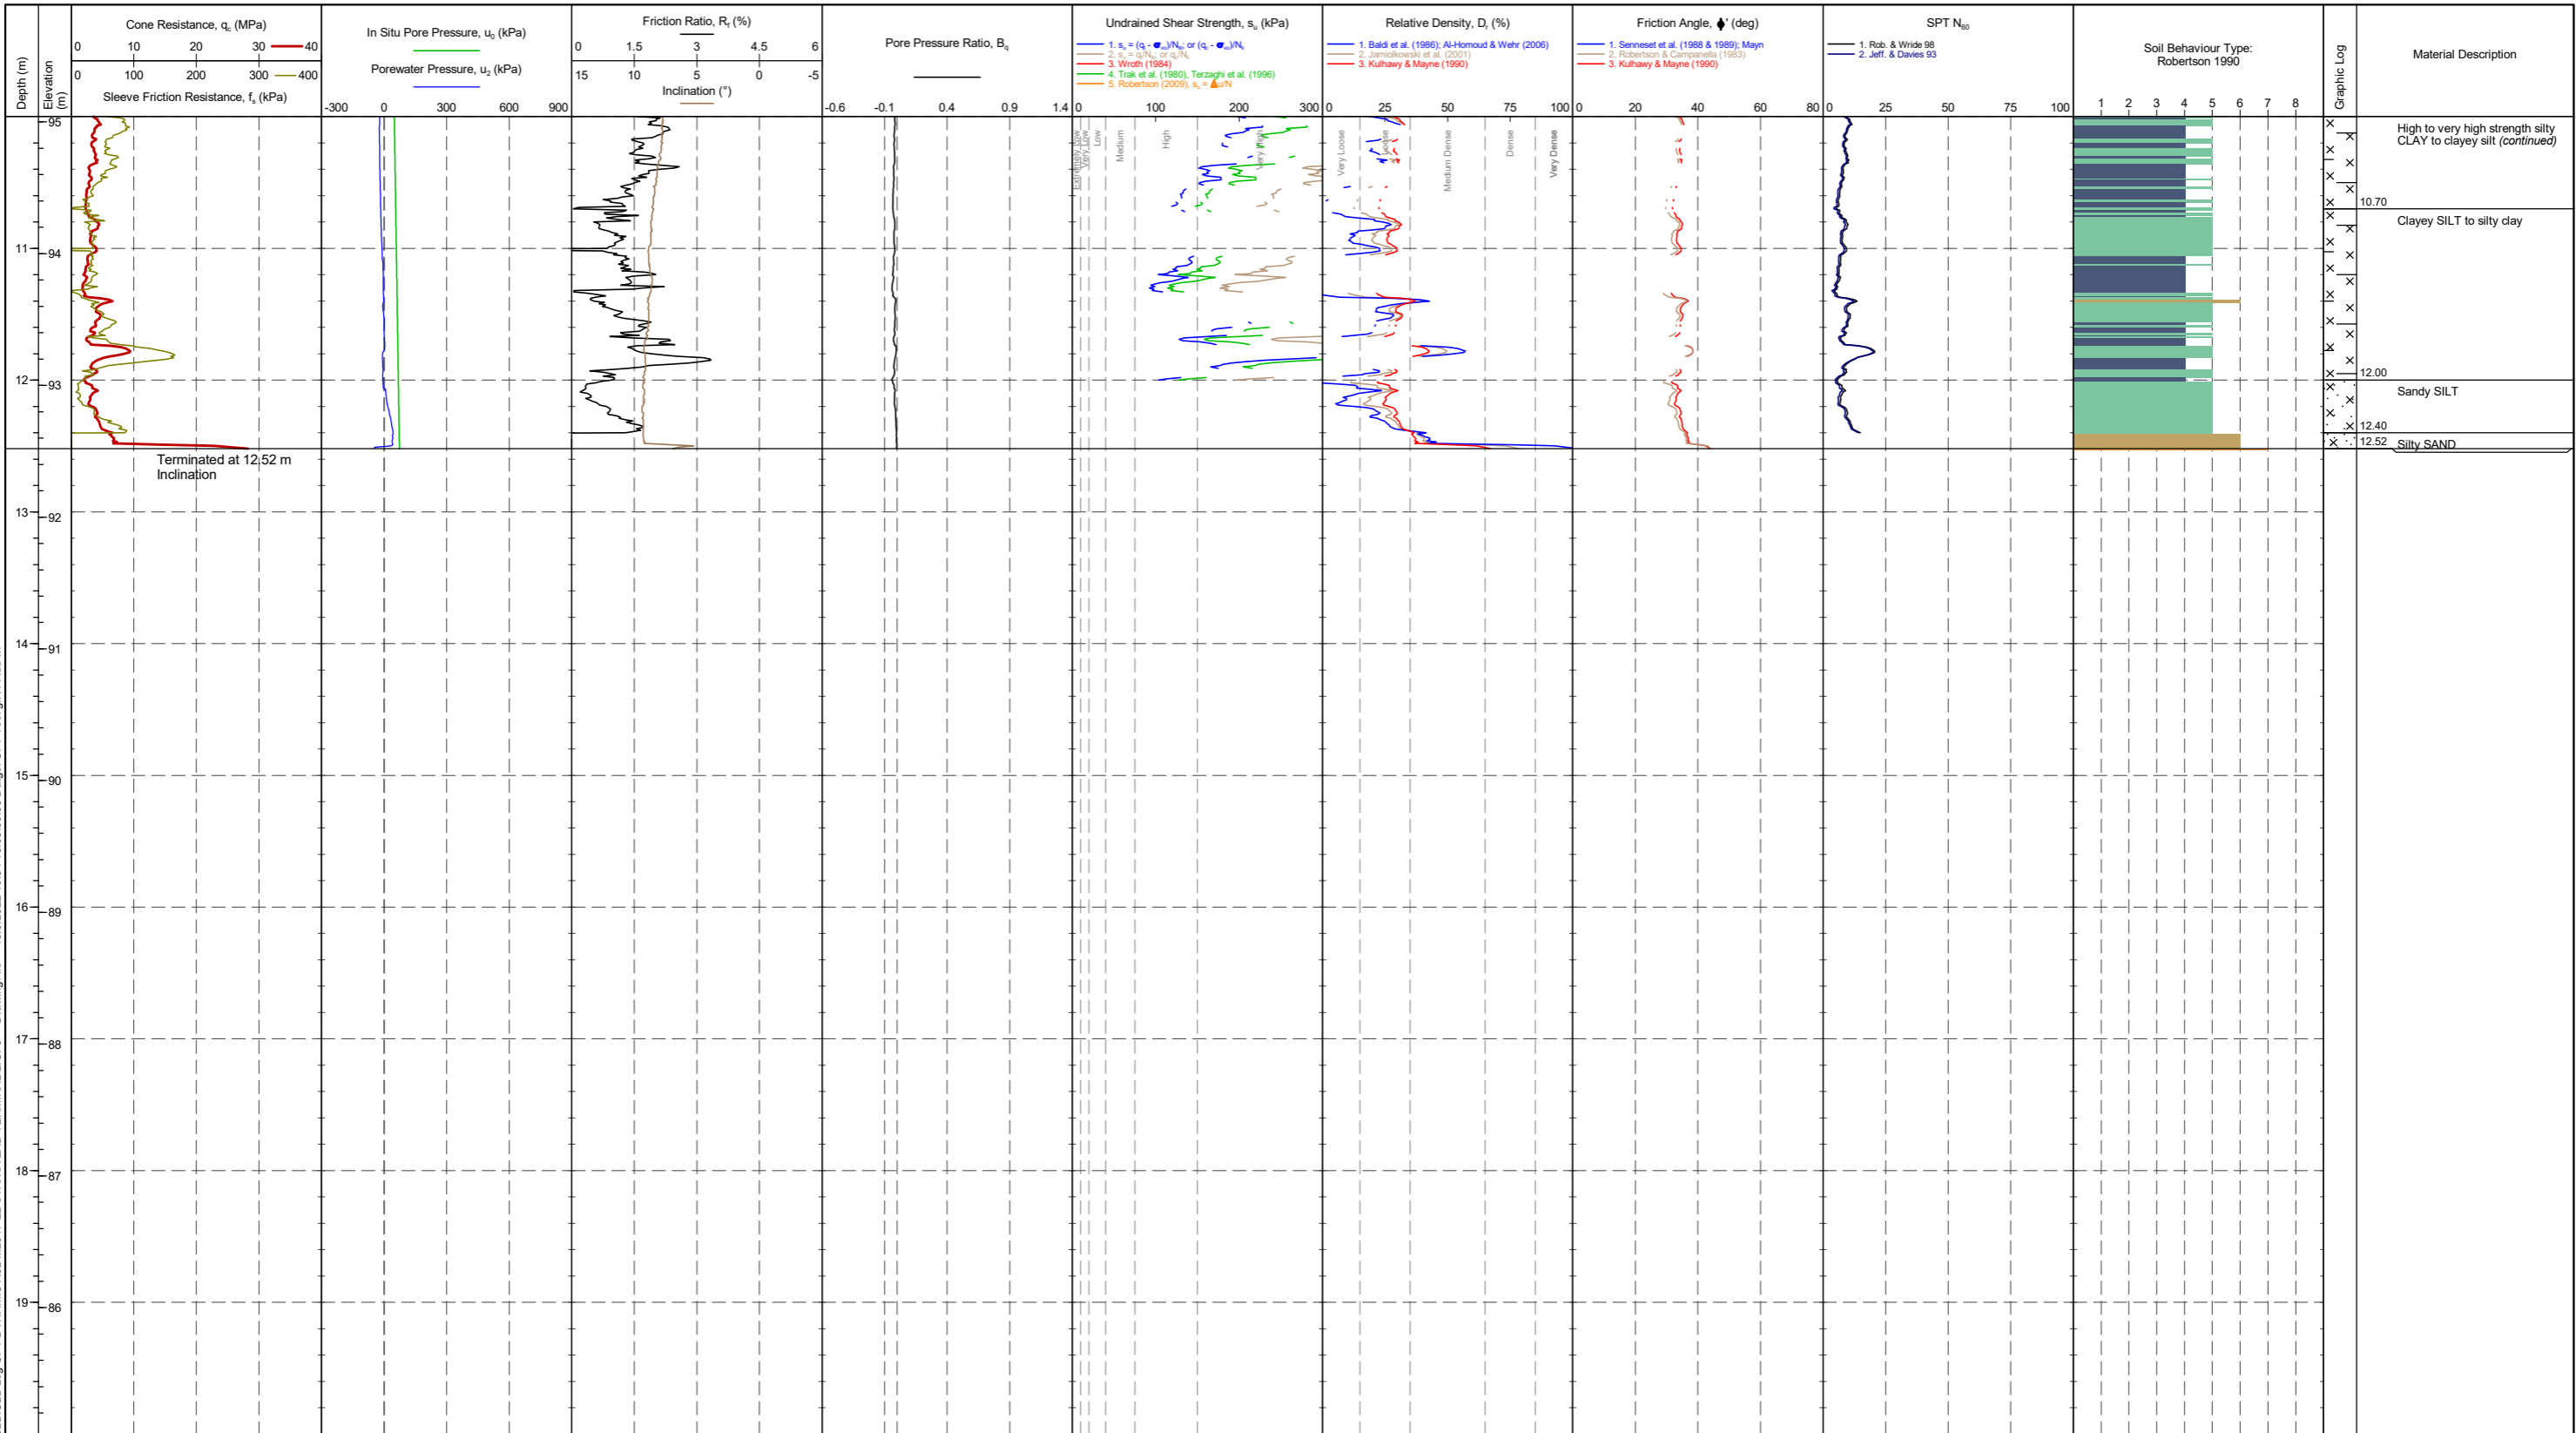 Depth (m)
Elevation (m)
Cone Resistance, qc (MPa)
0 10 20 30 40
0 100 200 300 400
Sleeve Friction Resistance, fs (kPa)
In Situ Pore Pressure, u0 (kPa)
Porewater Pressure, u2 (kPa)
-300 0 300 600 900
Friction Ratio, Rf (%)
0 1.5 3 4.5 6
15 10 5 0 -5
Inclination (°)
Pore Pressure Ratio, Bq
-0.6 -0.1 0.4 0.9 1.4
Undrained Shear Strength, su (kPa)
3. Wroth (1984)
4. Trak et al. (1980), Terzaghi et al. (1996)
5. Robertson (2009), su = Δu/N
0 100 200 300
Extremely Low
Very Low
Low
Medium
High
Very High
Relative Density, Dr (%)
1. Baldi et al. (1986); Al-Homoud & Wehr (2006)
2. Jamiolkowski et al. (2001)
3. Kulhawy & Mayne (1990)
0 25 50 75 100
Very Loose
Loose
Medium Dense
Dense
Very Dense
Friction Angle, ϕ' (deg)
1. Senneset et al. (1988 & 1989); Mayn
2. Robertson & Campanella (1983)
3. Kulhawy & Mayne (1990)
0 20 40 60 80
SPT N60
1. Rob. & Wride 98
2. Jeff. & Davies 93
0 25 50 75 100
Soil Behaviour Type:
Robertson 1990
1 2 3 4 5 6 7 8
Graphic Log
Material Description
95
High to very high strength silty
CLAY to clayey silt (continued)
10.70
Clayey SILT to silty clay
11
94
12
93
12.00
Sandy SILT
12.40
12.52
Silty SAND
Terminated at 12.52 m
Inclination
13
92
14
91
15
90
16
89
17
88
18
87
19
86